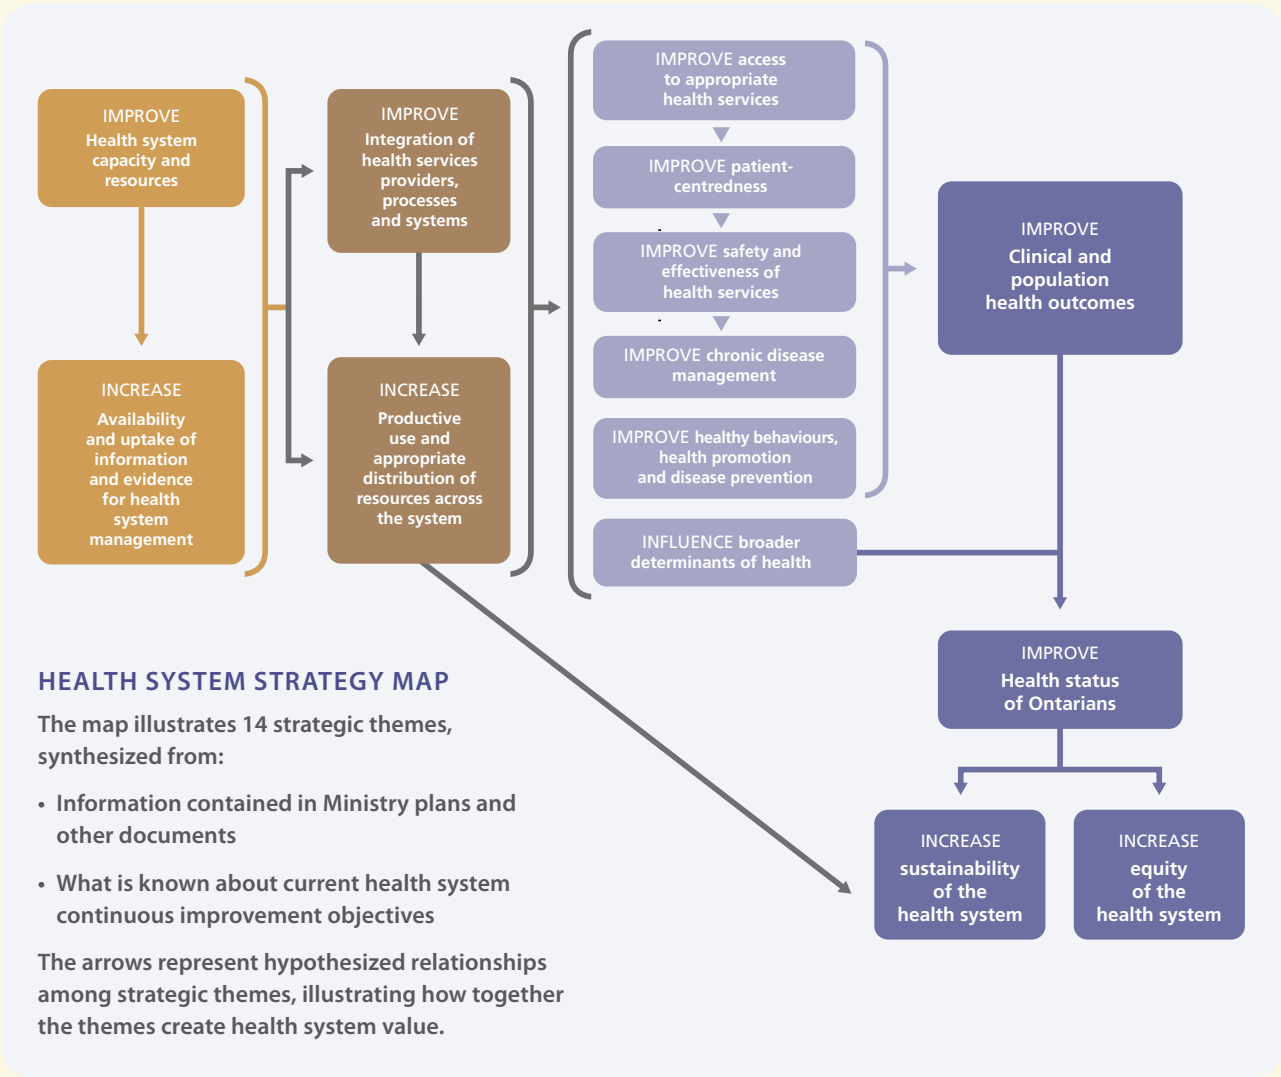 IMPROVE
Health system
capacity and
resources
INCREASE
Availability
and uptake of
information
and evidence
for health
system
management
IMPROVE
Integration of
health services
providers,
processes
and systems
INCREASE
Productive
use and
appropriate
distribution of
resources across
the system
IMPROVE access
to appropriate
health services
IMPROVE patient-
centredness
IMPROVE safety and
effectiveness of
health services
IMPROVE chronic disease
management
IMPROVE healthy behaviours,
health promotion
and disease prevention
INFLUENCE broader
determinants of health
IMPROVE
Clinical and
population
health outcomes
IMPROVE
Health status
of Ontarians
INCREASE
sustainability
of the
health system
INCREASE
equity
of the
health system
HEALTH SYSTEM STRATEGY MAP
The map illustrates 14 strategic themes,
synthesized from:
• Information contained in Ministry plans and
other documents
• What is known about current health system
continuous improvement objectives
The arrows represent hypothesized relationships
among strategic themes, illustrating how together
the themes create health system value.